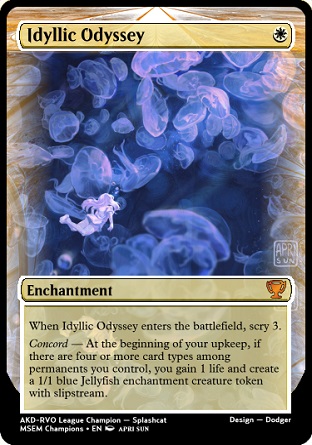 Idyllic Odyssey
APRI
SUN
Enchantment
When Idyllic Odyssey enters the battlefield, scry 3.
Concord — At the beginning of your upkeep, if
there are four or more card types among
permanents you control, you gain 1 life and create
a 1/1 blue Jellyfish enchantment creature token
with slipstream.
AKD-RVO League Champion — Splashcat
Design — Dodger
MSEM Champions • EN APRI SUN